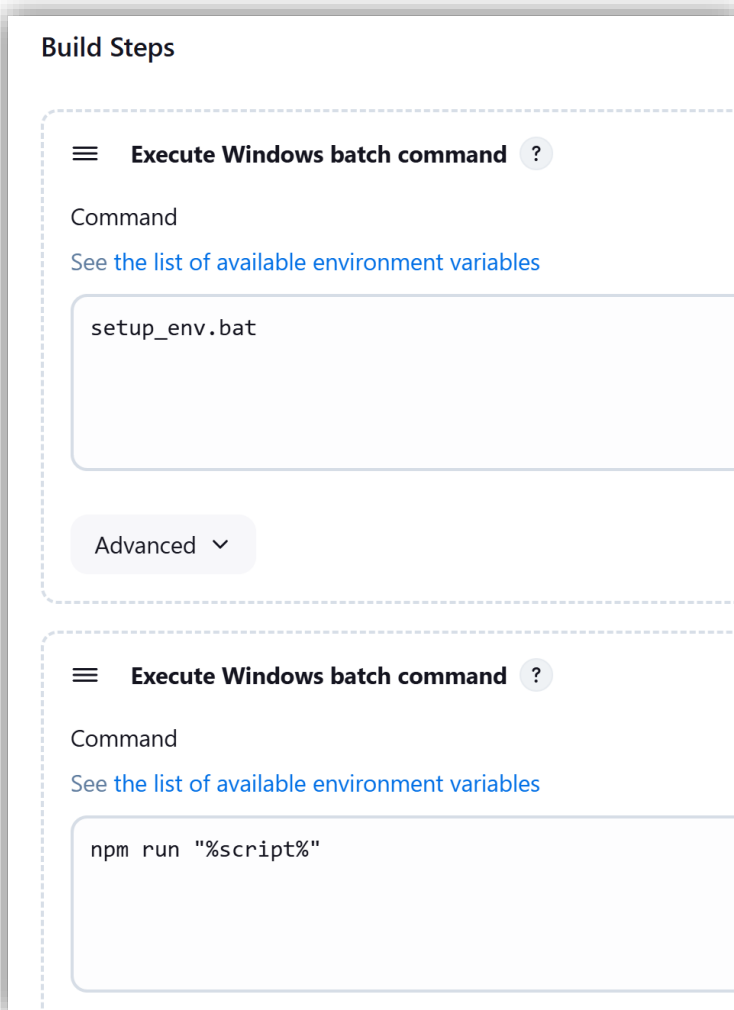 Build Steps
Execute Windows batch command ?
Command
See the list of available environment variables
setup_env.bat
Advanced
Execute Windows batch command ?
Command
See the list of available environment variables
npm run "%script%"